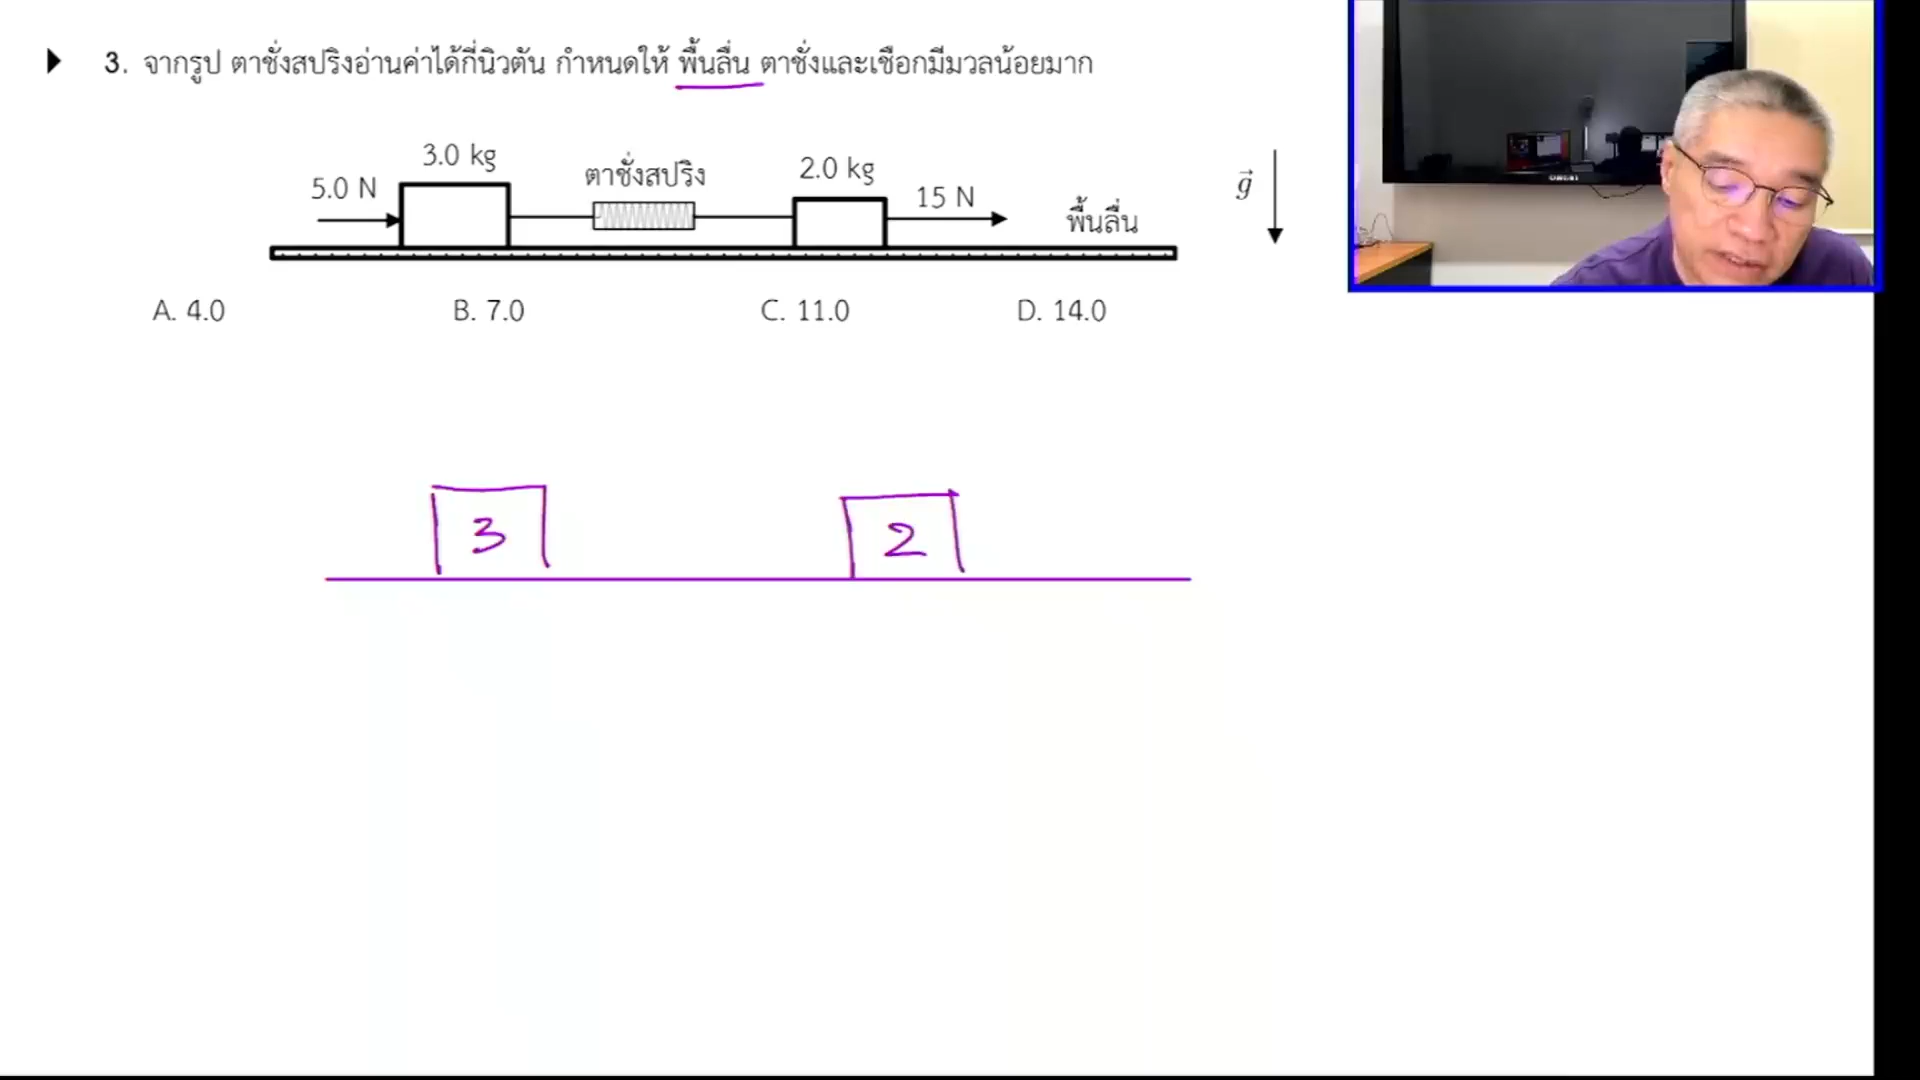 3. จากรูป ตาชั่งสปริงอ่านค่าได้กี่นิวตัน กำหนดให้ พื้นลื่น ตาชั่งและเชือกมีมวลน้อยมาก
3.0 kg
ตาชั่งสปริง
2.0 kg
5.0 N
15 N
พื้นลื่น
g
A. 4.0 B. 7.0 C. 11.0 D. 14.0
3 2